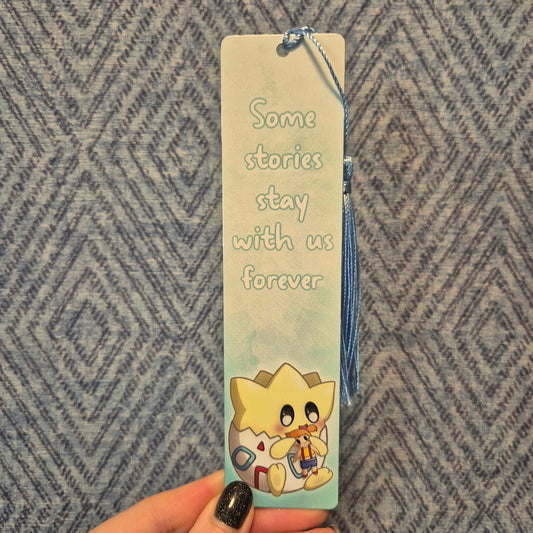 Some
stories
stay
with us
forever